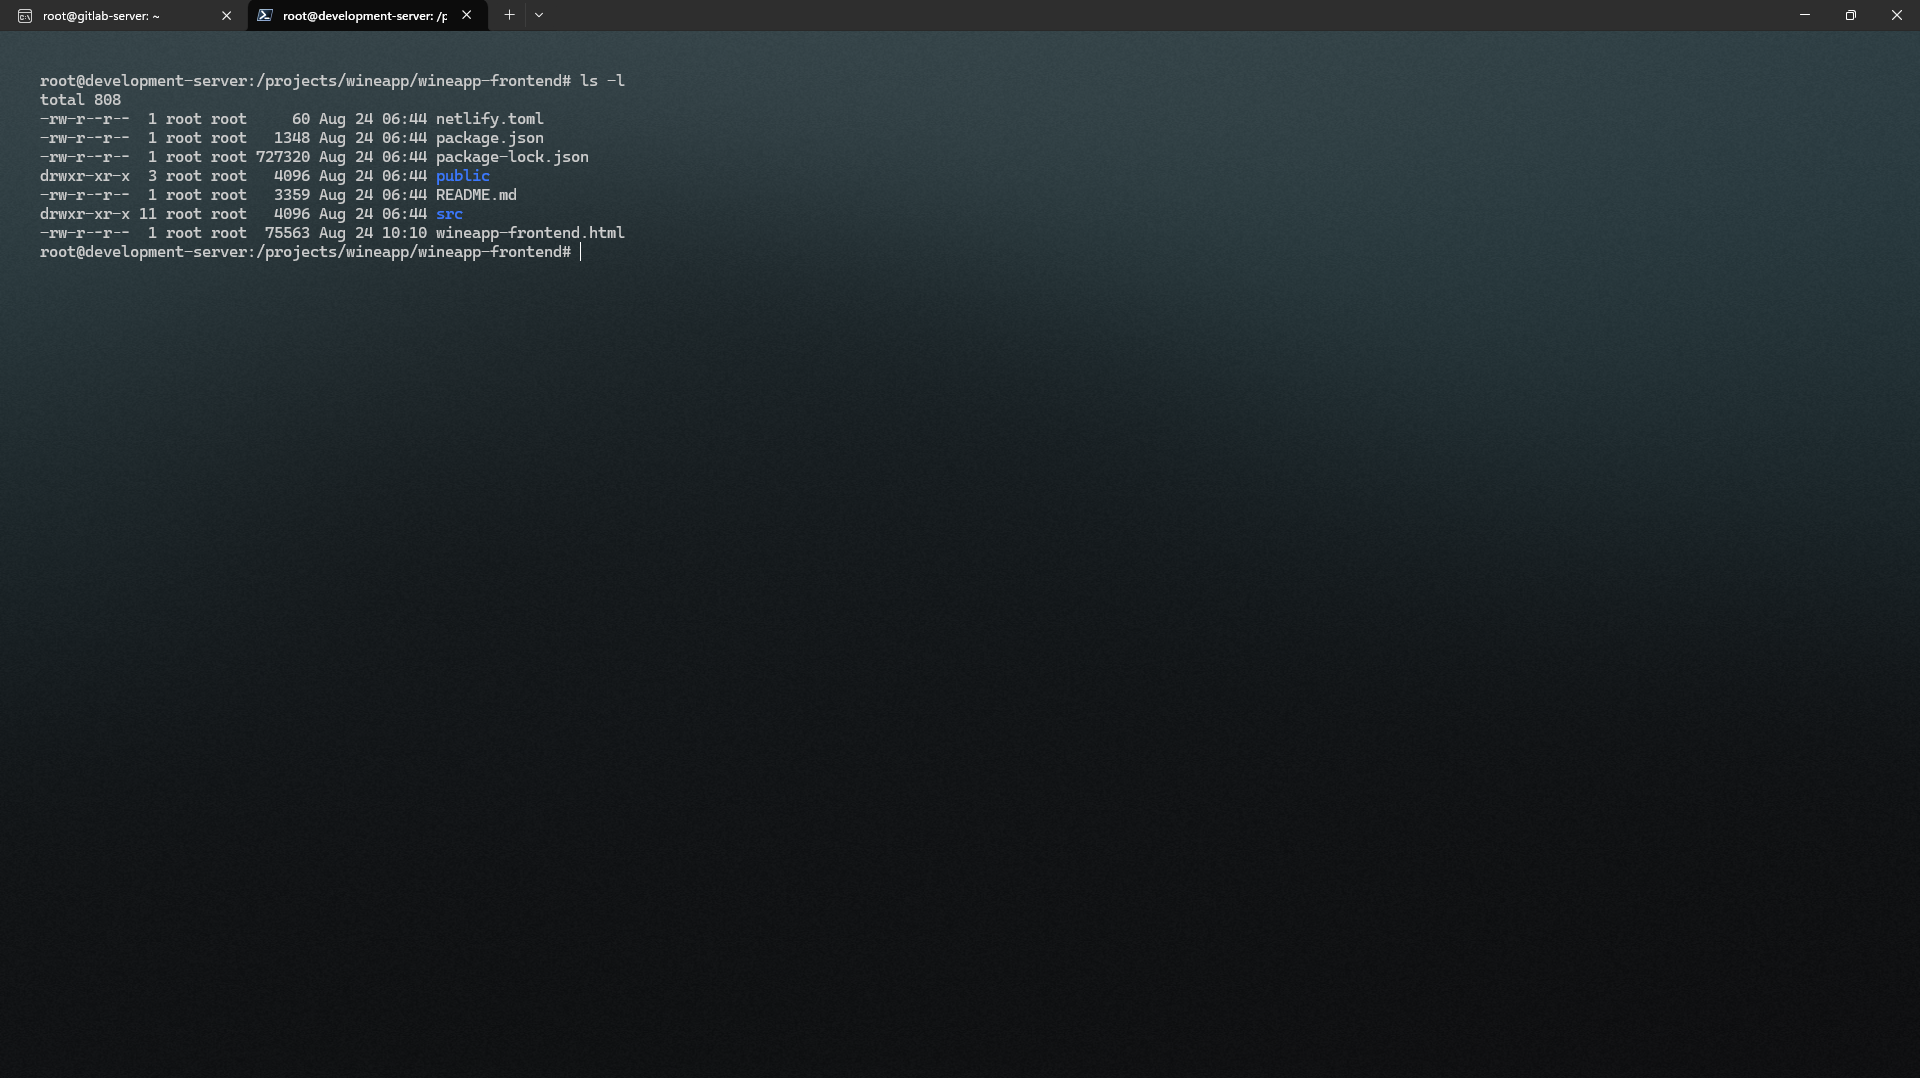 root@gitlab-server: ~
root@development-server: /p
root@development-server:/projects/wineapp/wineapp-frontend# ls -l
total 808
-rw-r--r--  1 root root     60 Aug 24 06:44 netlify.toml
-rw-r--r--  1 root root   1348 Aug 24 06:44 package.json
-rw-r--r--  1 root root 727320 Aug 24 06:44 package-lock.json
drwxr-xr-x  3 root root   4096 Aug 24 06:44 public
-rw-r--r--  1 root root   3359 Aug 24 06:44 README.md
drwxr-xr-x 11 root root   4096 Aug 24 06:44 src
-rw-r--r--  1 root root  75563 Aug 24 10:10 wineapp-frontend.html
root@development-server:/projects/wineapp/wineapp-frontend#